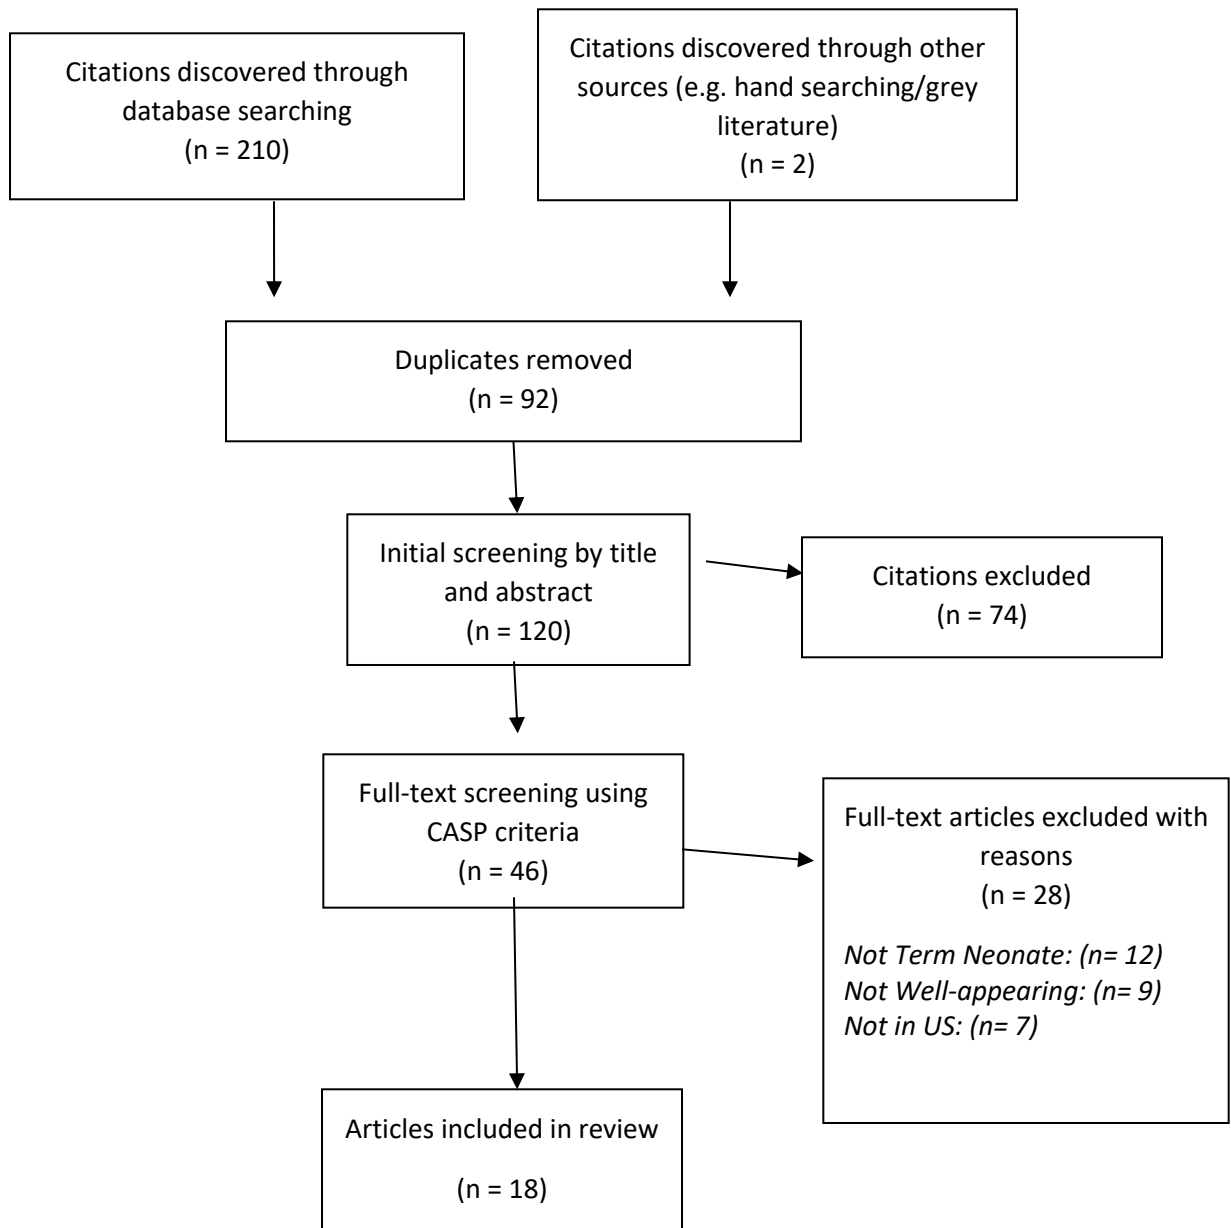 Citations discovered through
database searching
(n = 210)
Citations discovered through other
sources (e.g. hand searching/grey
literature)
(n = 2)
Duplicates removed
(n = 92)
Initial screening by title
and abstract
(n = 120)
Citations excluded
(n = 74)
Full-text screening using
CASP criteria
(n = 46)
Full-text articles excluded with
reasons
(n = 28)
Not Term Neonate: (n= 12)
Not Well-appearing: (n= 9)
Not in US: (n= 7)
Articles included in review
(n = 18)